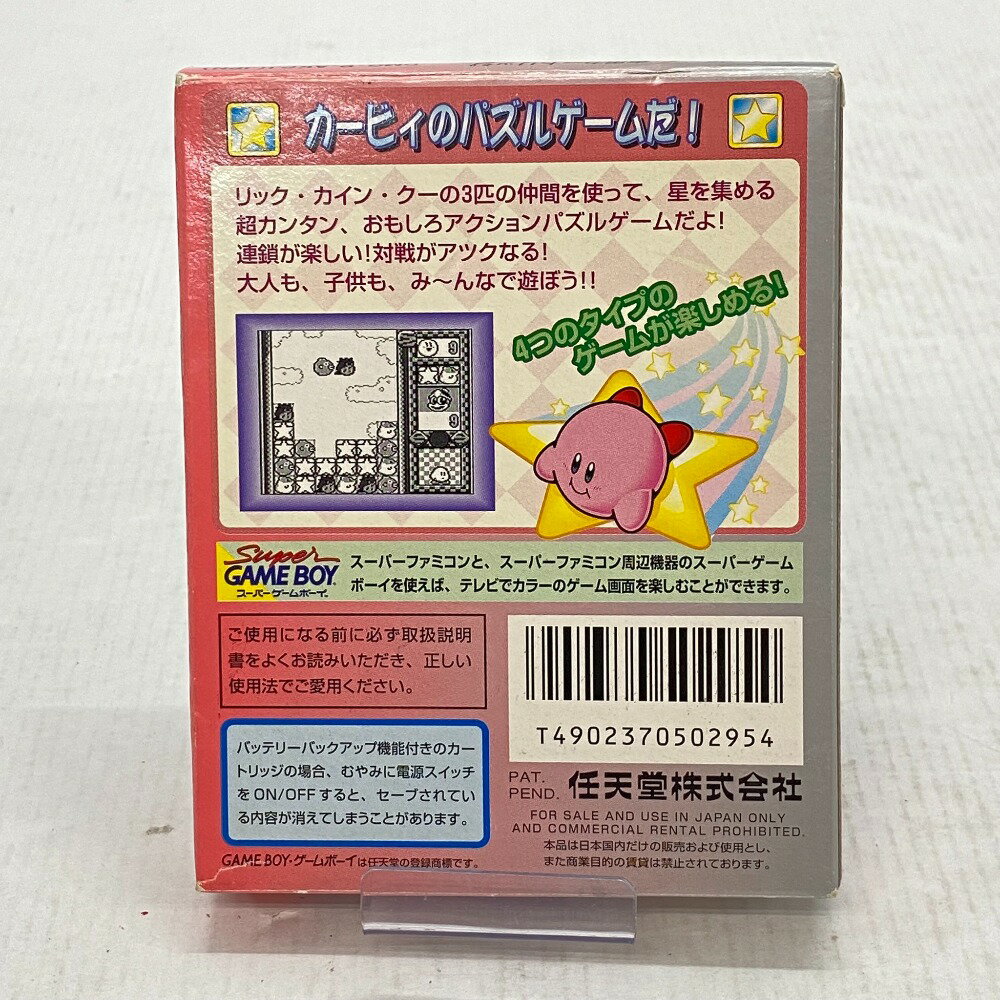 カービィのパズルゲームだ！
リック・カイン・クーの3匹の仲間を使って、星を集める
超カンタン、おもしろアクションパズルゲームだよ！
連鎖が楽しい！対戦がアツクなる！
大人も、子供も、み〜んなで遊ぼう！！
4つのタイプの
ゲームが楽しめる！
9
9
Super
GAME BOY
スーパーゲームボーイ
スーパーファミコンと、スーパーファミコン周辺機器のスーパーゲーム
ボーイを使えば、テレビでカラーのゲーム画面を楽しむことができます。
ご使用になる前に必ず取扱説明
書をよくお読みいただき、正しい
使用法でご愛用ください。
バッテリーバックアップ機能付きのカー
トリッジの場合、むやみに電源スイッチ
をON/OFFすると、セーブされてい
る内容が消えてしまうことがあります。
GAME BOY・ゲームボーイは任天堂の登録商標です。
T4902370502954
PAT.
PEND. 任天堂株式会社
FOR SALE AND USE IN JAPAN ONLY
AND COMMERCIAL RENTAL PROHIBITED.
本品は日本国内だけの販売および使用とし、
また商業目的の賃貸は禁止されております。